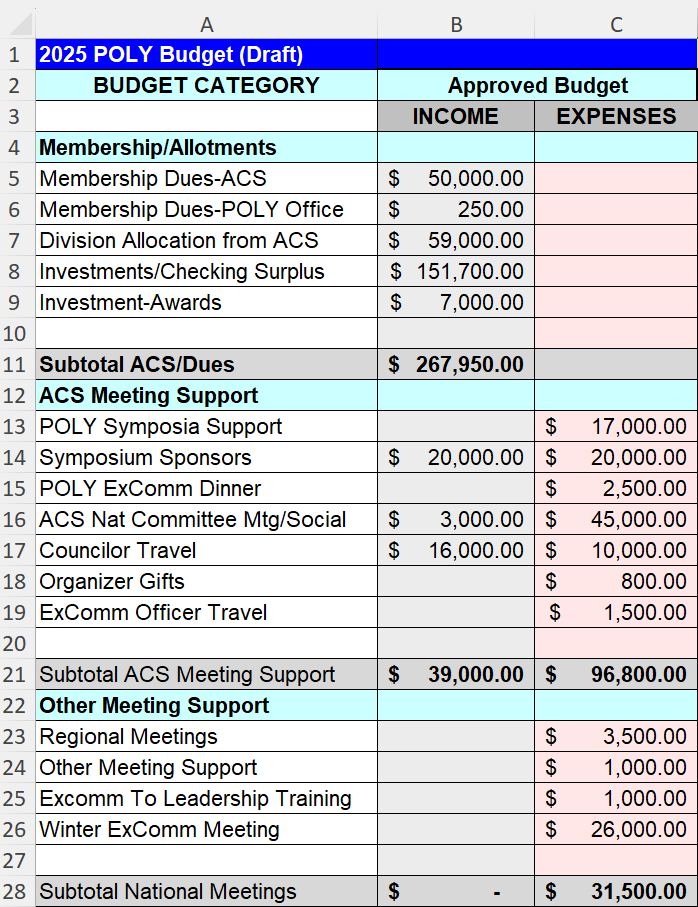 A B C
1 2025 POLY Budget (Draft)
2 BUDGET CATEGORY Approved Budget
3 INCOME EXPENSES
4 Membership/Allotments
5 Membership Dues-ACS $ 50,000.00
6 Membership Dues-POLY Office $ 250.00
7 Division Allocation from ACS $ 59,000.00
8 Investments/Checking Surplus $ 151,700.00
9 Investment-Awards $ 7,000.00
10
11 Subtotal ACS/Dues $ 267,950.00
12 ACS Meeting Support
13 POLY Symposia Support $ 17,000.00
14 Symposium Sponsors $ 20,000.00 $ 20,000.00
15 POLY ExComm Dinner $ 2,500.00
16 ACS Nat Committee Mtg/Social $ 3,000.00 $ 45,000.00
17 Councilor Travel $ 16,000.00 $ 10,000.00
18 Organizer Gifts $ 800.00
19 ExComm Officer Travel $ 1,500.00
20
21 Subtotal ACS Meeting Support $ 39,000.00 $ 96,800.00
22 Other Meeting Support
23 Regional Meetings $ 3,500.00
24 Other Meeting Support $ 1,000.00
25 Excomm To Leadership Training $ 1,000.00
26 Winter ExComm Meeting $ 26,000.00
27
28 Subtotal National Meetings $ - $ 31,500.00